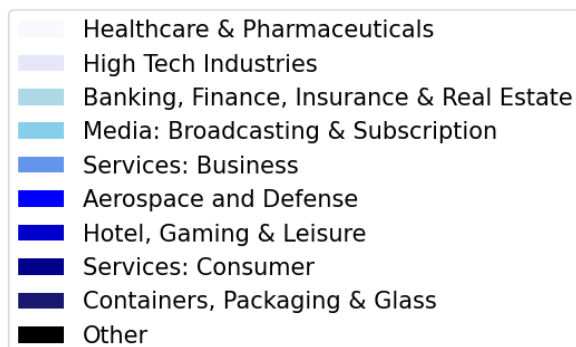 Healthcare & Pharmaceuticals
High Tech Industries
Banking, Finance, Insurance & Real Estate
Media: Broadcasting & Subscription
Services: Business
Aerospace and Defense
Hotel, Gaming & Leisure
Services: Consumer
Containers, Packaging & Glass
Other